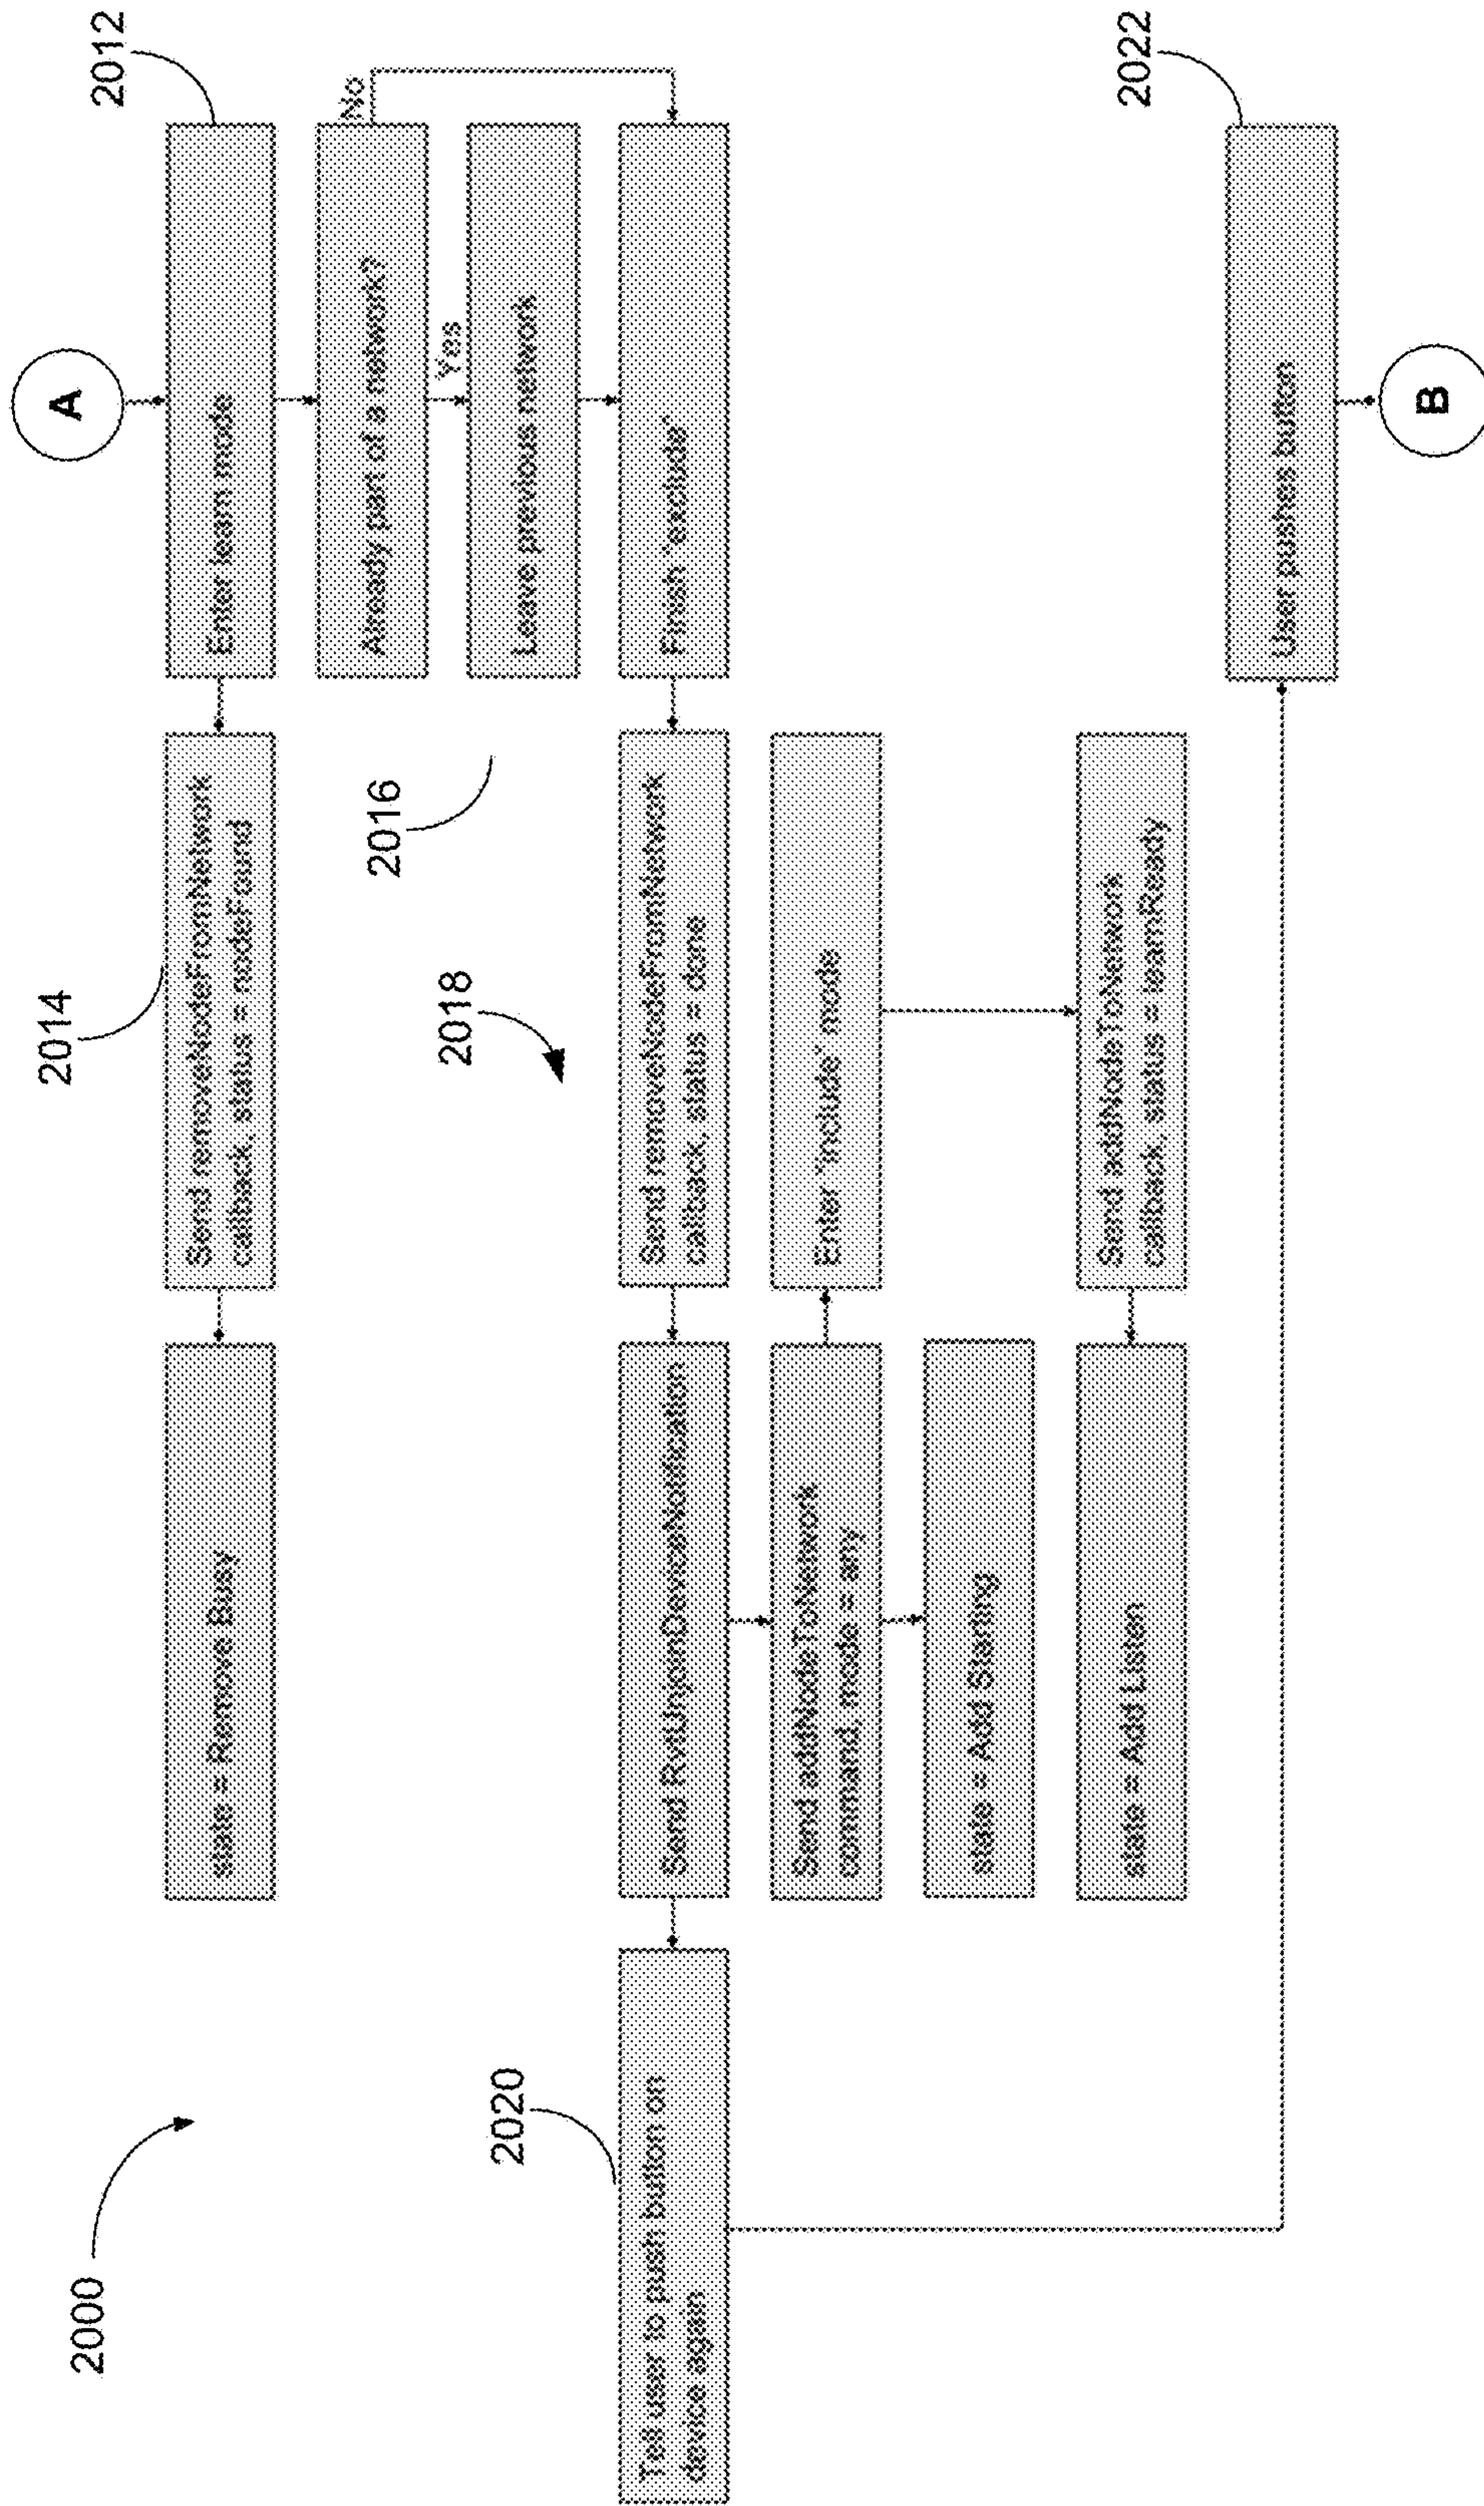 2000
2014
A
2012
state = Remove Busy
Send removeNodeFromNetwork
callback, status = nodeFound
Enter learn mode
No
Already part of a network?
2016
Yes
2018
Leave previous network
2020
Tell user to push button on
device again
Send RvtUnjoinDeviceNotification
Send removeNodeFromNetwork
callback, status = done
Finish "exclude"
Send addNodeToNetwork
command, mode = any
Enter "include" node
state = Add Starting
state = Add Listen
Send addNodeToNetwork
callback, status = learnReady
2022
User pushes button
B